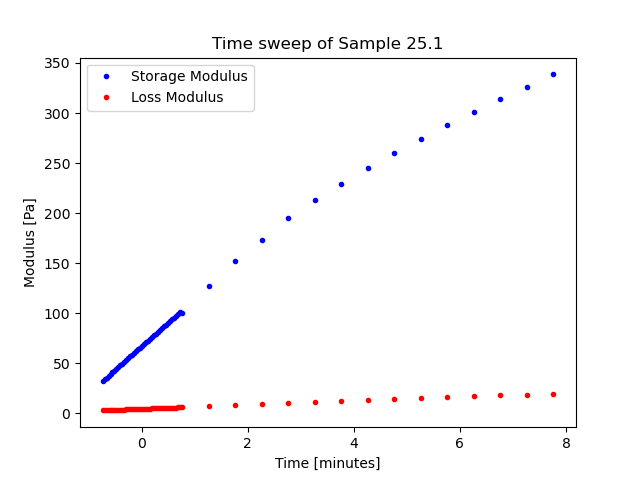 Time sweep of Sample 25.1
Storage Modulus
Loss Modulus
350
300
250
200
150
100
50
0
Modulus [Pa]
0 2 4 6 8
Time [minutes]